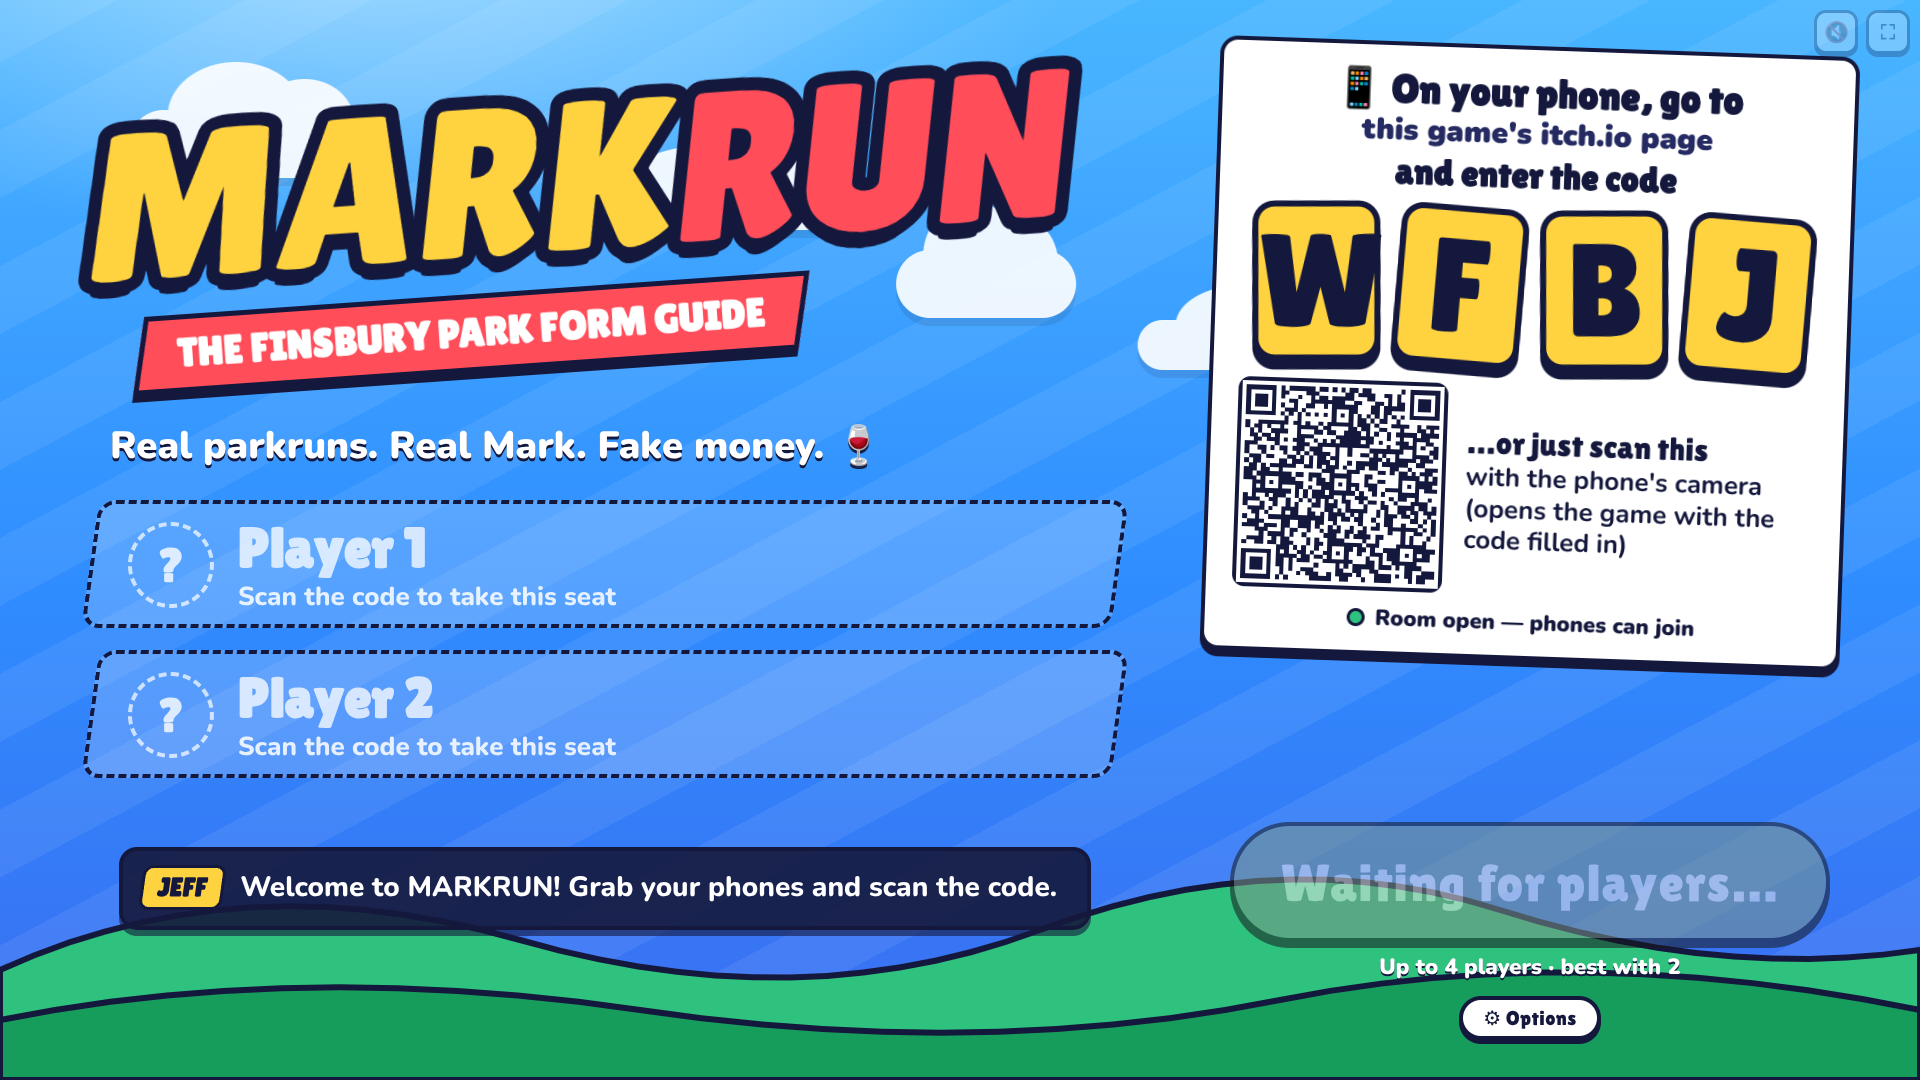 MARKRUN
THE FINSBURY PARK FORM GUIDE
Real parkruns. Real Mark. Fake money.
?
Player 1
Scan the code to take this seat
?
Player 2
Scan the code to take this seat
JEFF Welcome to MARKRUN! Grab your phones and scan the code.
On your phone, go to
this game's itch.io page
and enter the code
W F B J
...or just scan this
with the phone's camera
(opens the game with the
code filled in)
Room open — phones can join
Waiting for players...
Up to 4 players · best with 2
⚙ Options